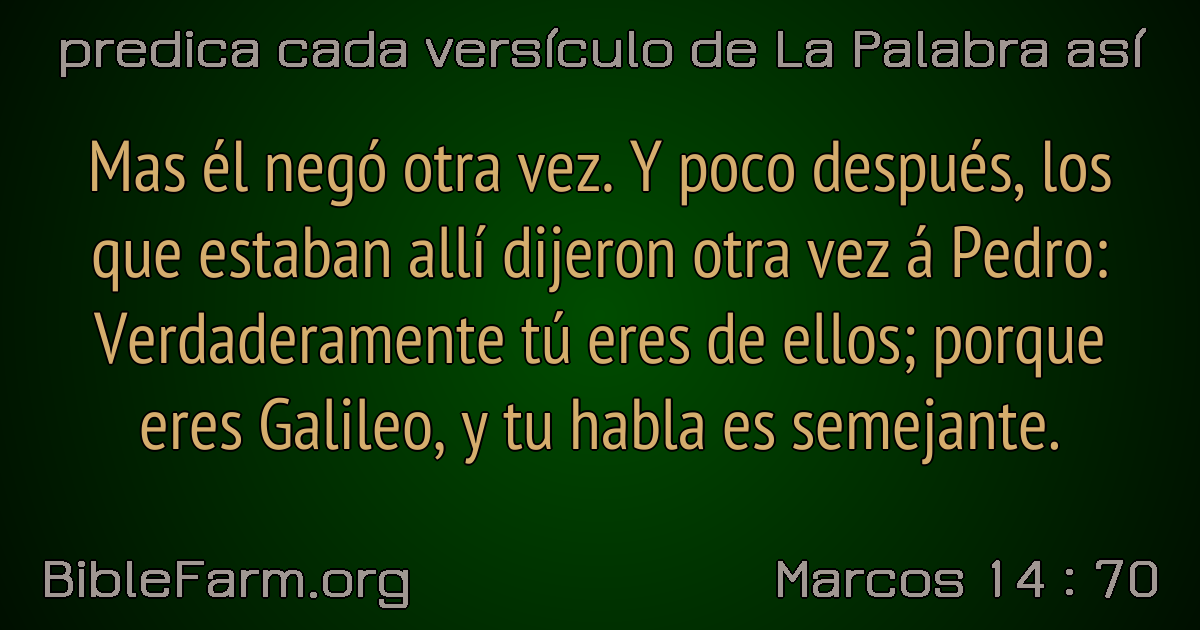 predica cada versículo de La Palabra así
Mas él negó otra vez. Y poco después, los
que estaban allí dijeron otra vez á Pedro:
Verdaderamente tú eres de ellos; porque
eres Galileo, y tu habla es semejante.
BibleFarm.org
Marcos 14 : 70